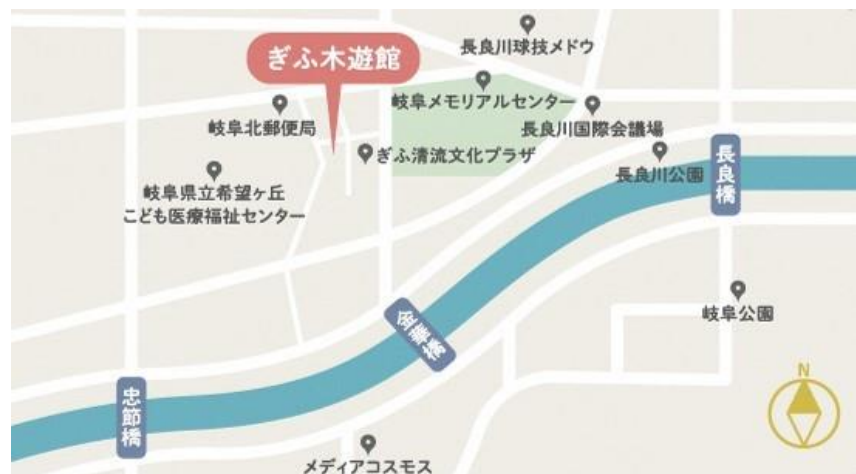 長良川球技メドウ
ぎふ木遊館
岐阜メモリアルセンター
岐阜北郵便局
長良川国際会議場
ぎふ清流文化プラザ
長良橋
長良川公園
岐阜県立希望ヶ丘
こども医療福祉センター
岐阜公園
金華橋
N
忠節橋
メディアコスモス